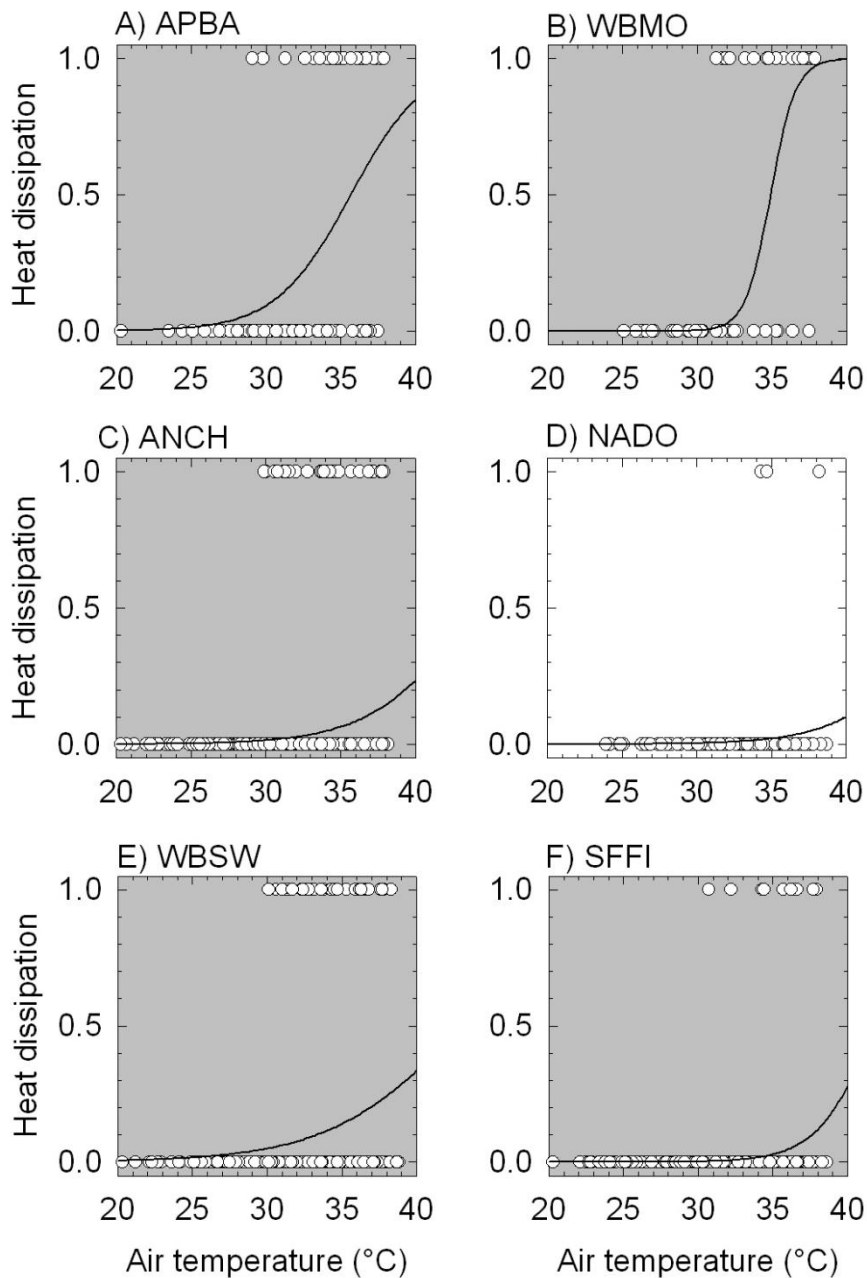 A) APBA
B) WBMO
1.0
1.0
Heat dissipation
0.5
0.5
0.0
0.0
20 25 30 35 40
20 25 30 35 40
C) ANCH
D) NADO
1.0
1.0
Heat dissipation
0.5
0.5
0.0
0.0
20 25 30 35 40
20 25 30 35 40
E) WBSW
F) SFFI
1.0
1.0
Heat dissipation
0.5
0.5
0.0
0.0
20 25 30 35 40
20 25 30 35 40
Air temperature (°C)
Air temperature (°C)